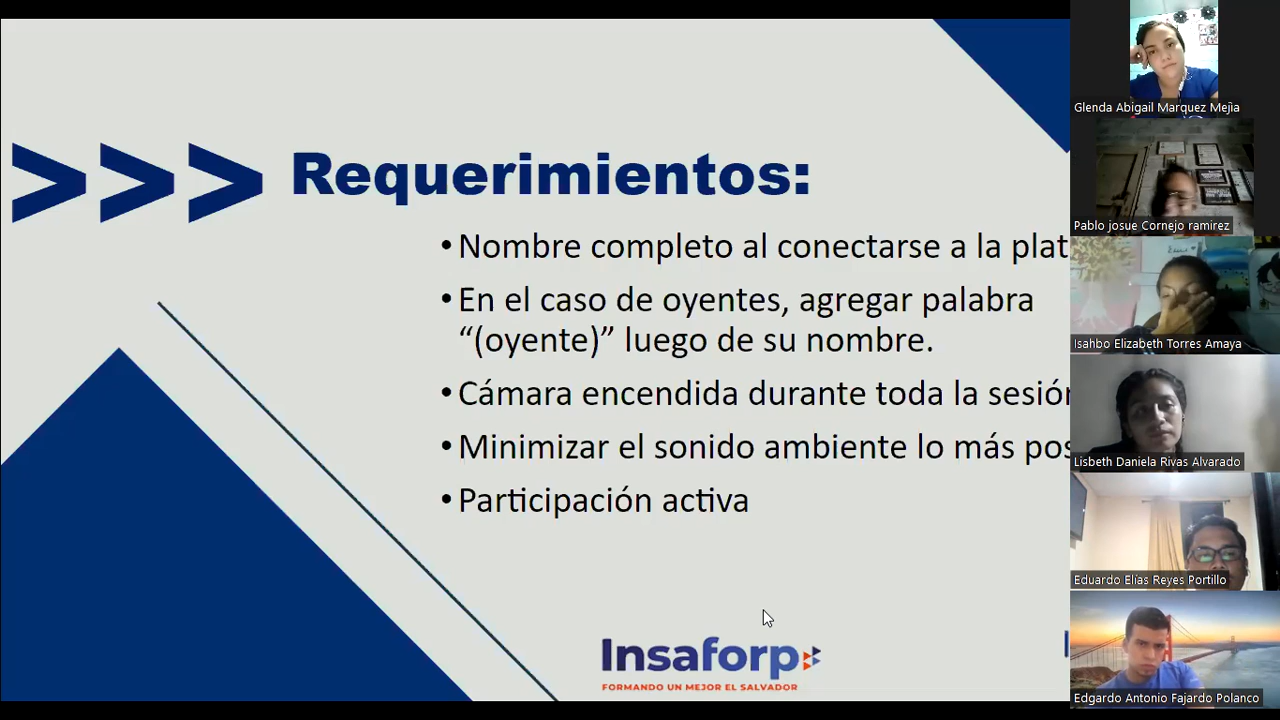 >>> Requerimientos:
• Nombre completo al conectarse a la plat
• En el caso de oyentes, agregar palabra
“(oyente)” luego de su nombre.
• Cámara encendida durante toda la sesión
• Minimizar el sonido ambiente lo más pos
• Participación activa
Insaforp
FORMANDO UN MEJOR EL SALVADOR
Glenda Abigail Marquez Mejia
Pablo josue Cornejo ramirez
Isahbo Elizabeth Torres Amaya
Lisbeth Daniela Rivas Alvarado
Eduardo Elías Reyes Portillo
Edgardo Antonio Fajardo Polanco